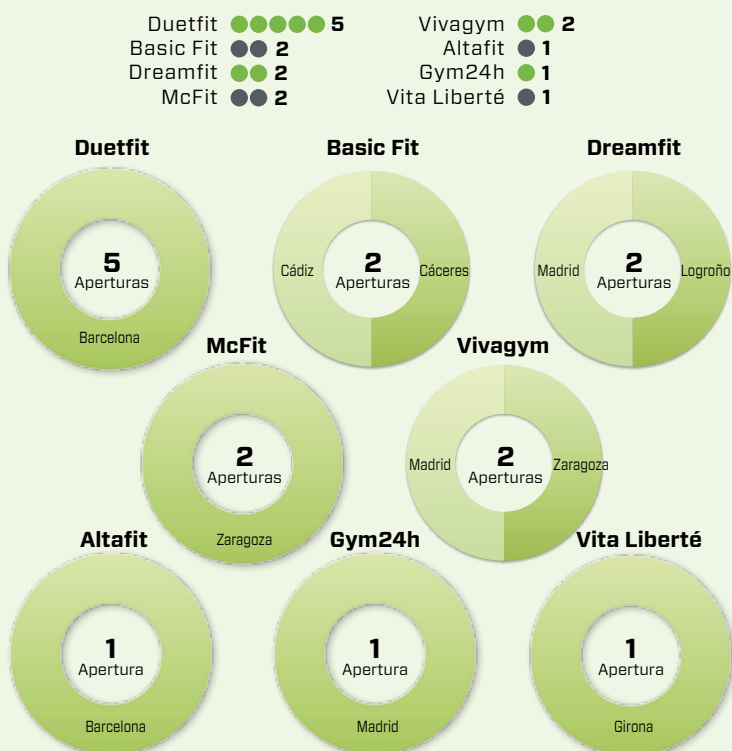 Duetfit 5
Basic Fit 2
Dreamfit 2
McFit 2
Vivagym 2
Altafit 1
Gym24h 1
Vita Liberté 1
Duetfit
5
Aperturas
Barcelona
Basic Fit
Cádiz
2
Aperturas
Cáceres
Dreamfit
Madrid
2
Aperturas
Logroño
McFit
2
Aperturas
Zaragoza
Vivagym
Madrid
2
Aperturas
Zaragoza
Altafit
1
Apertura
Barcelona
Gym24h
1
Apertura
Madrid
Vita Liberté
1
Apertura
Girona